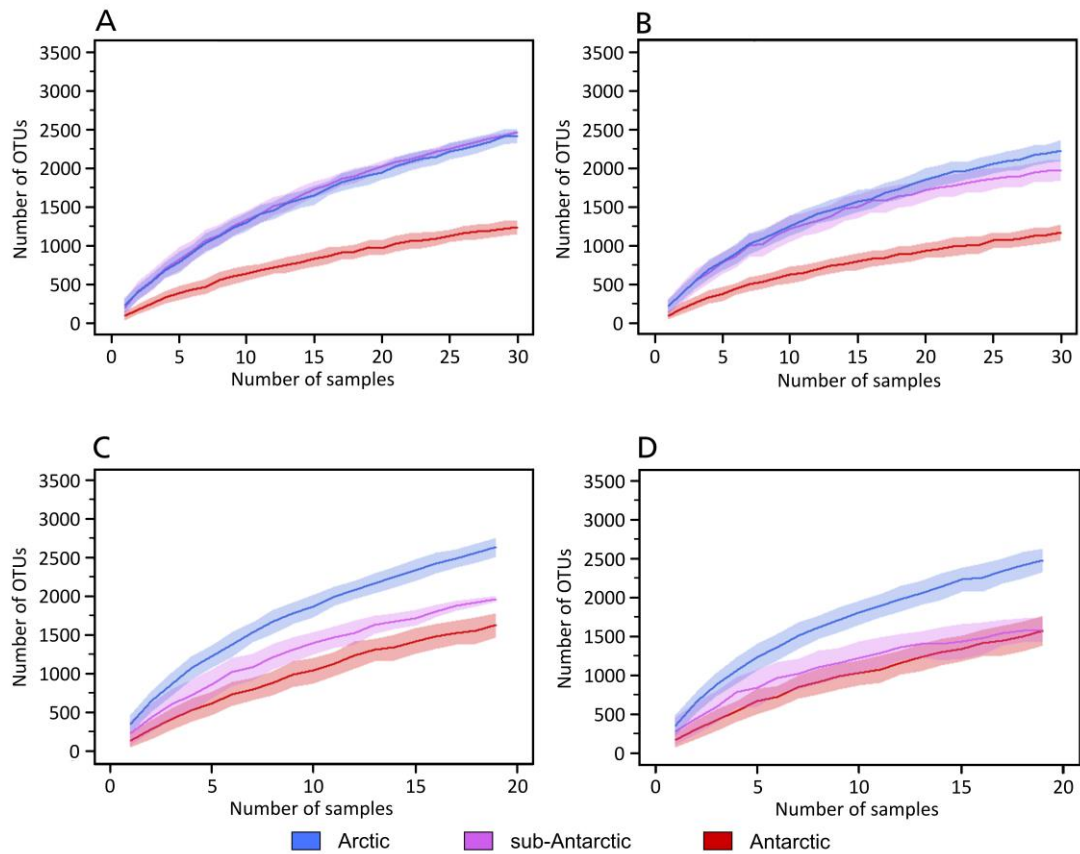 A
B
3500
3000
2500
2000
1500
1000
500
0
Number of OTUs
0 5 10 15 20 25 30
Number of samples
3500
3000
2500
2000
1500
1000
500
0
Number of OTUs
0 5 10 15 20 25 30
Number of samples
C
D
3500
3000
2500
2000
1500
1000
500
0
Number of OTUs
0 5 10 15 20
Number of samples
3500
3000
2500
2000
1500
1000
500
0
Number of OTUs
0 5 10 15 20
Number of samples
Arctic sub-Antarctic Antarctic